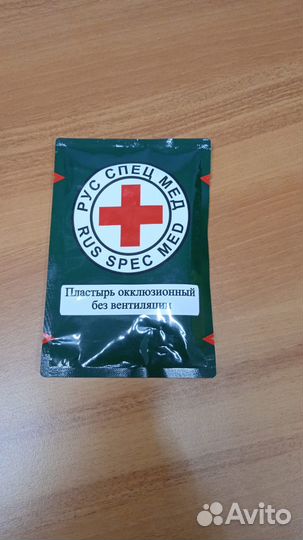 РУС СПЕЦ МЕД
RUS SPEC MED
Пластырь окклюзионный
без вентиляции
Avito